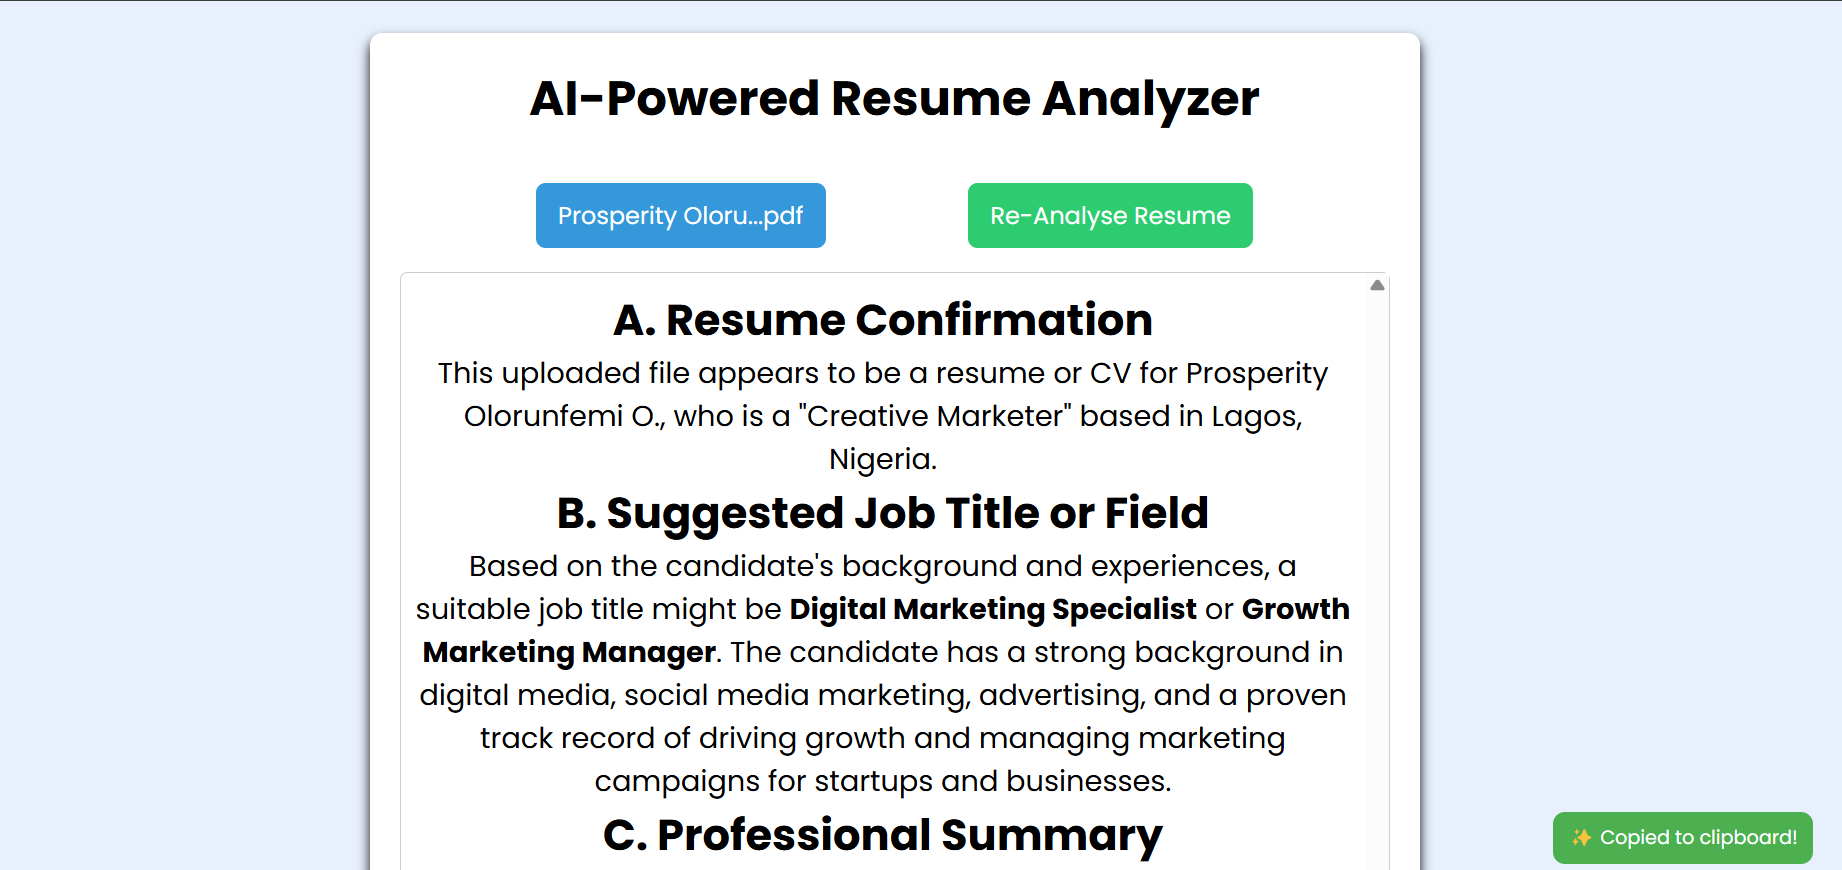 AI-Powered Resume Analyzer
Prosperity Oloru...pdf
Re-Analyse Resume
A. Resume Confirmation
This uploaded file appears to be a resume or CV for Prosperity
Olorunfemi O., who is a "Creative Marketer" based in Lagos,
Nigeria.
B. Suggested Job Title or Field
Based on the candidate's background and experiences, a
suitable job title might be Digital Marketing Specialist or Growth
Marketing Manager. The candidate has a strong background in
digital media, social media marketing, advertising, and a proven
track record of driving growth and managing marketing
campaigns for startups and businesses.
C. Professional Summary
✨ Copied to clipboard!